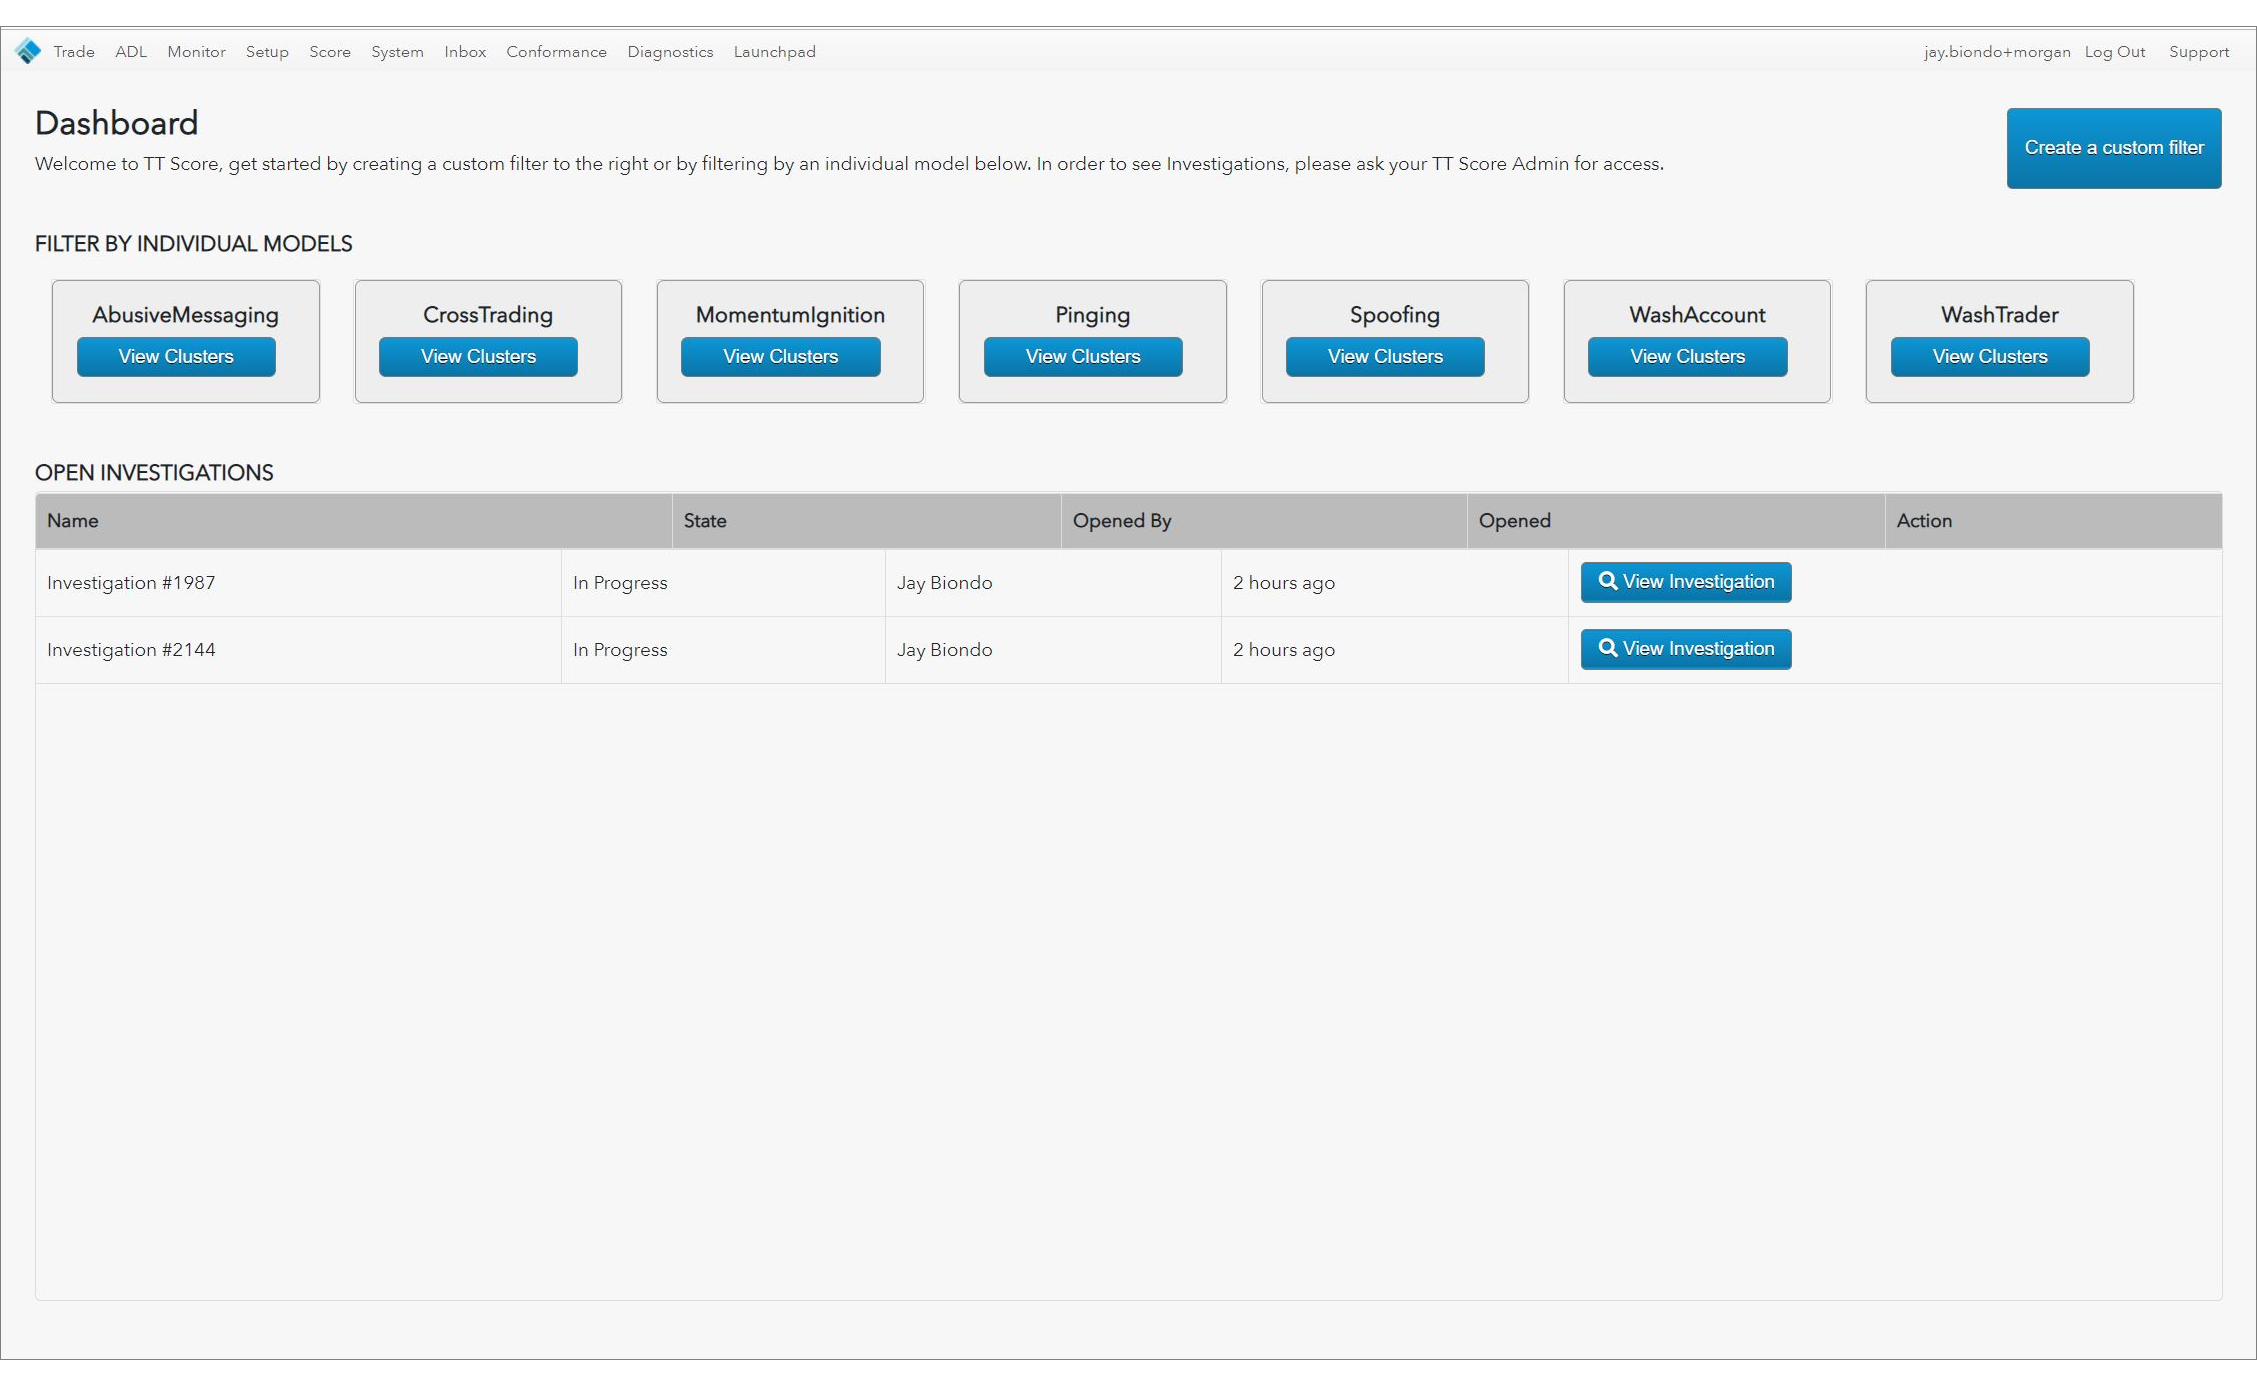 Trade ADL Monitor Setup Score System Inbox Conformance Diagnostics Launchpad jay.biondo+morgan Log Out Support
Dashboard
Welcome to TT Score, get started by creating a custom filter to the right or by filtering by an individual model below. In order to see Investigations, please ask your TT Score Admin for access.
Create a custom filter
FILTER BY INDIVIDUAL MODELS
AbusiveMessaging CrossTrading MomentumIgnition Pinging Spoofing WashAccount WashTrader
View Clusters View Clusters View Clusters View Clusters View Clusters View Clusters View Clusters
OPEN INVESTIGATIONS
Name State Opened By Opened Action
Investigation #1987 In Progress Jay Biondo 2 hours ago View Investigation
Investigation #2144 In Progress Jay Biondo 2 hours ago View Investigation